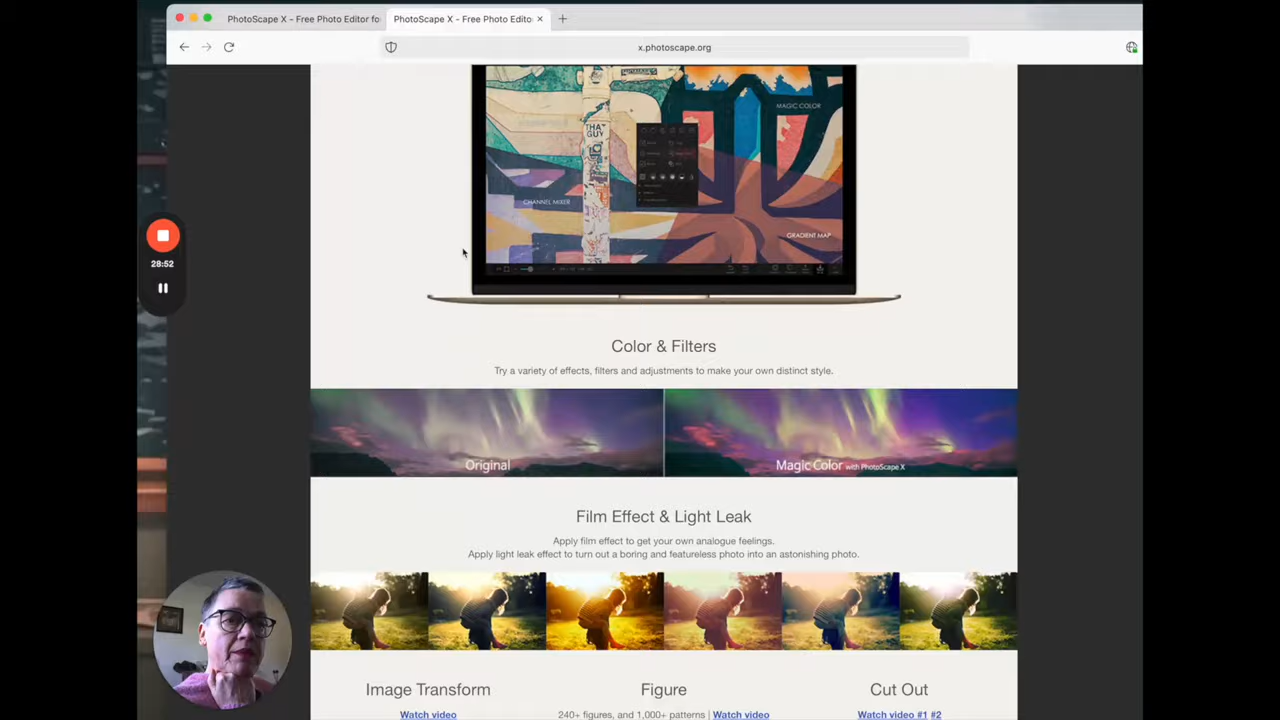 PhotoScape X - Free Photo Editor fo
PhotoScape X - Free Photo Edito
x.photoscape.org
MAGIC COLOR
THAT
GUY
CHANNEL MIXER
GRADIENT MAP
28:52
Color & Filters
Try a variety of effects, filters and adjustments to make your own distinct style.
Original
Magic Color with PhotoScape X
Film Effect & Light Leak
Apply film effect to get your own analogue feelings.
Apply light leak effect to turn out a boring and featureless photo into an astonishing photo.
Image Transform
Figure
Cut Out
Watch video
240+ figures, and 1,000+ patterns | Watch video
Watch video #1 #2